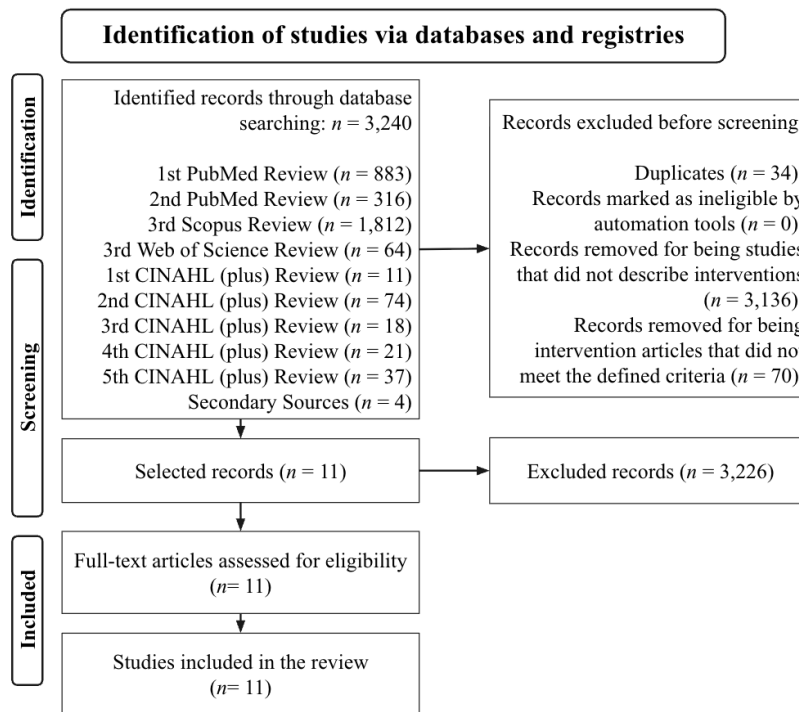 Identification of studies via databases and registries
Identification
Identified records through database
searching: n = 3,240
1st PubMed Review (n = 883)
2nd PubMed Review (n = 316)
3rd Scopus Review (n = 1,812)
3rd Web of Science Review (n = 64)
1st CINAHL (plus) Review (n = 11)
2nd CINAHL (plus) Review (n = 74)
3rd CINAHL (plus) Review (n = 18)
4th CINAHL (plus) Review (n = 21)
5th CINAHL (plus) Review (n = 37)
Secondary Sources (n = 4)
Records excluded before screening
Duplicates (n = 34)
Records marked as ineligible by
automation tools (n = 0)
Records removed for being studies
that did not describe interventions
(n = 3,136)
Records removed for being
intervention articles that did no
meet the defined criteria (n = 70)
Screening
Selected records (n = 11)
Excluded records (n = 3,226)
Included
Full-text articles assessed for eligibility
(n= 11)
Studies included in the review
(n= 11)